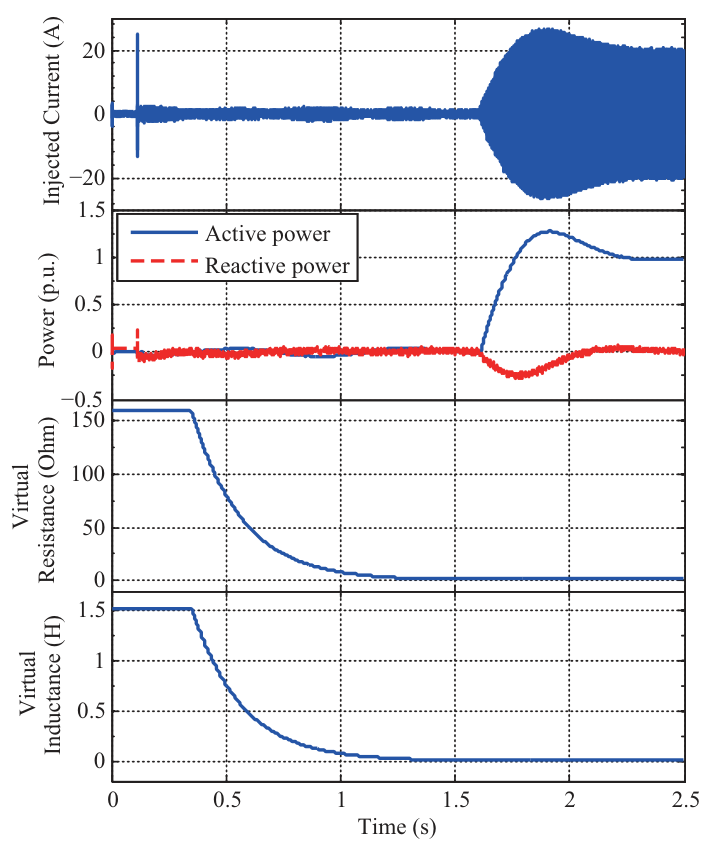 Injected Current (A)
20
0
−20
1.5
Active power
Reactive power
Power (p.u.)
1
0.5
0
−0.5
Virtual
Resistance (Ohm)
150
100
50
0
Virtual
Inductance (H)
1.5
1
0.5
0
0 0.5 1 1.5 2 2.5
Time (s)